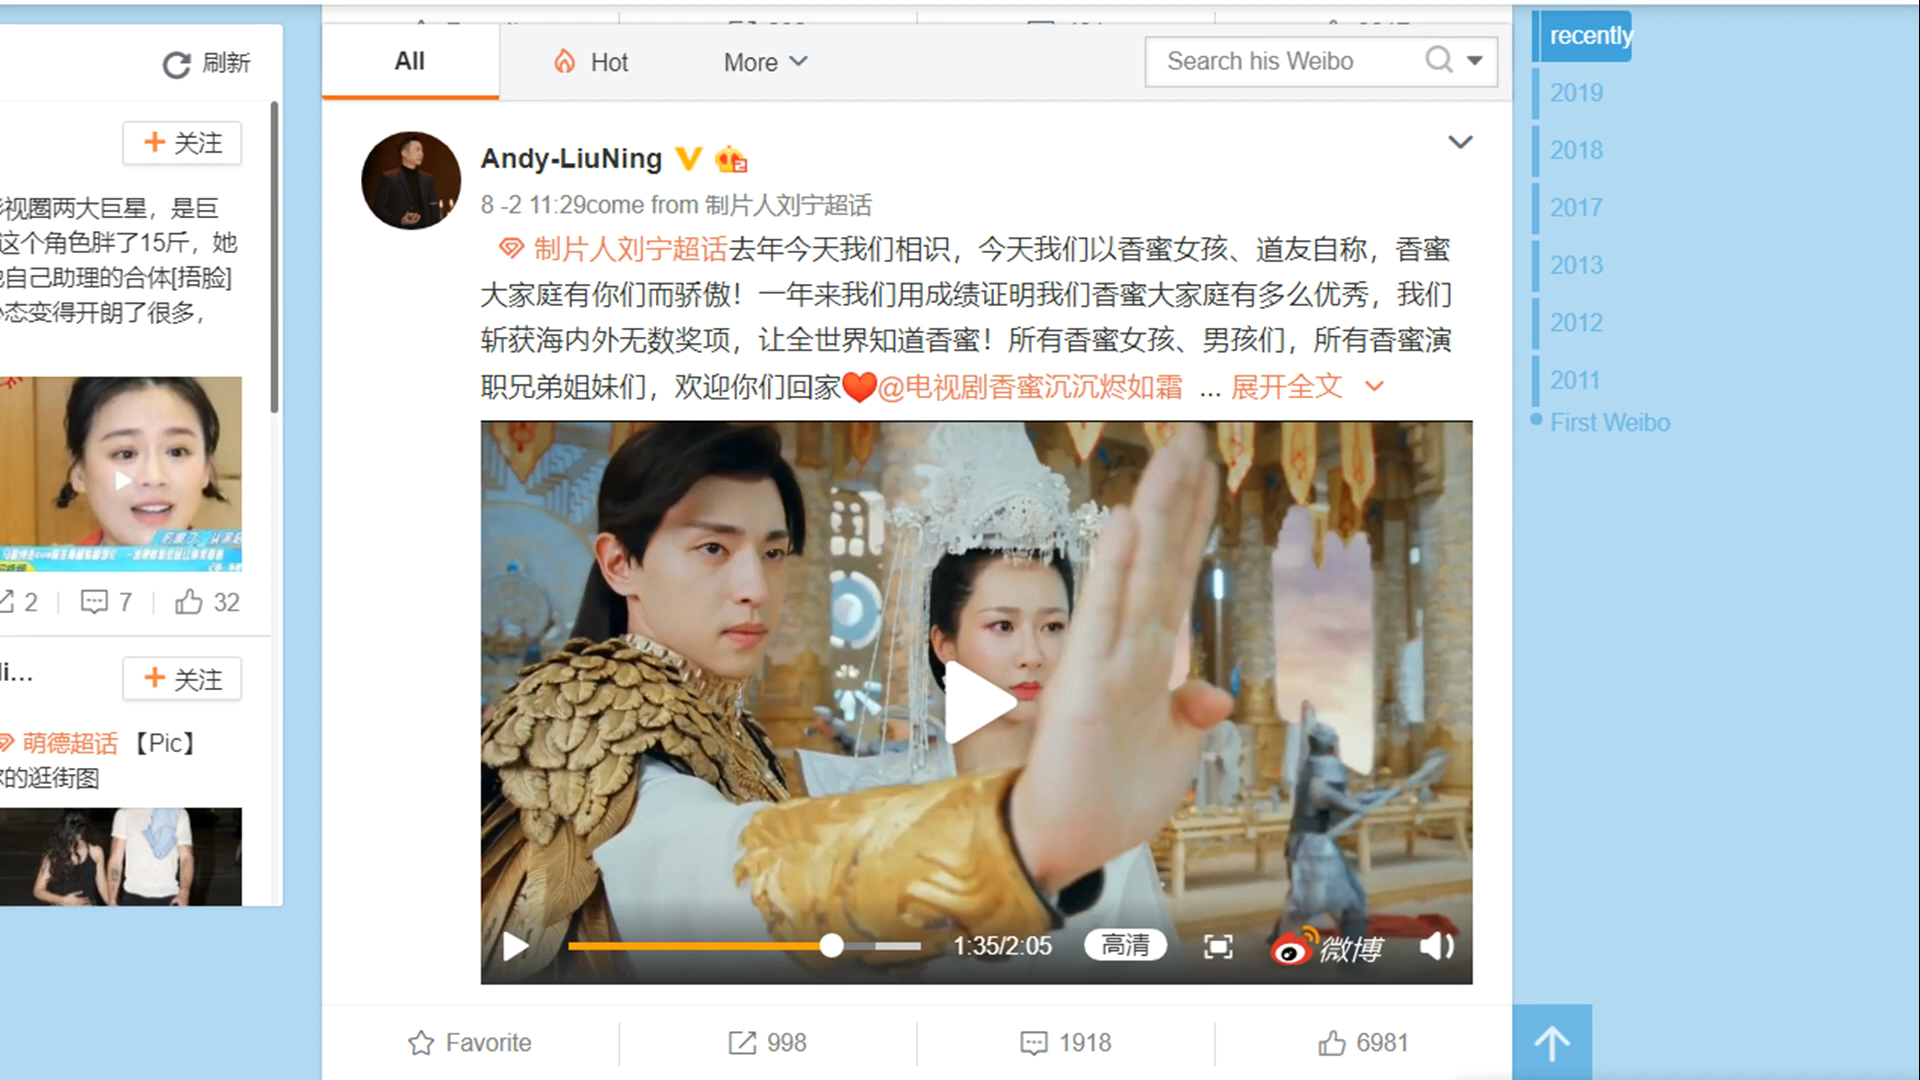 刷新
关注
视圈两大巨星，是巨
这个角色胖了15斤，她
自己助理的合体[捂脸]
态变得开朗了很多，
2
7
32
li...
关注
萌德超话 【Pic】
的逛街图
All
Hot
More
Search his Weibo
Andy-LiuNing
8 -2 11:29come from 制片人刘宁超话
制片人刘宁超话去年今天我们相识，今天我们以香蜜女孩、道友自称，香蜜
大家庭有你们而骄傲！一年来我们用成绩证明我们香蜜大家庭有多么优秀，我们
斩获海内外无数奖项，让全世界知道香蜜！所有香蜜女孩、男孩们，所有香蜜演
职兄弟姐妹们，欢迎你们回家❤@电视剧香蜜沉沉烬如霜 ... 展开全文
1:35/2:05
高清
微博
Favorite
998
1918
6981
recently
2019
2018
2017
2013
2012
2011
First Weibo